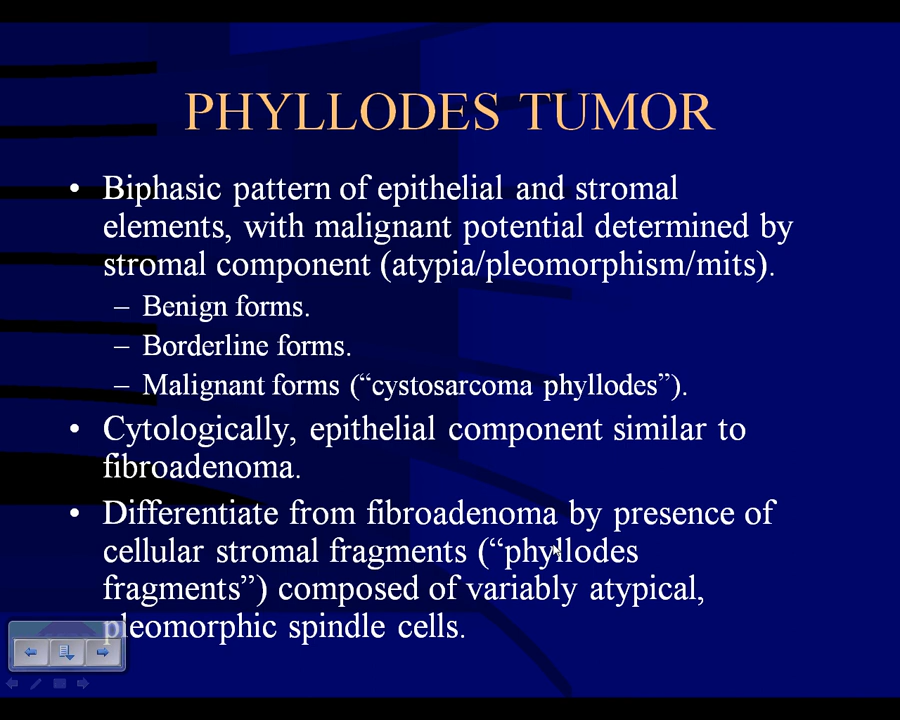 PHYLLODES TUMOR
• Biphasic pattern of epithelial and stromal
elements, with malignant potential determined by
stromal component (atypia/pleomorphism/mits).
– Benign forms.
– Borderline forms.
– Malignant forms (“cystosarcoma phyllodes”).
• Cytologically, epithelial component similar to
fibroadenoma.
• Differentiate from fibroadenoma by presence of
cellular stromal fragments (“phyllodes
fragments”) composed of variably atypical,
pleomorphic spindle cells.